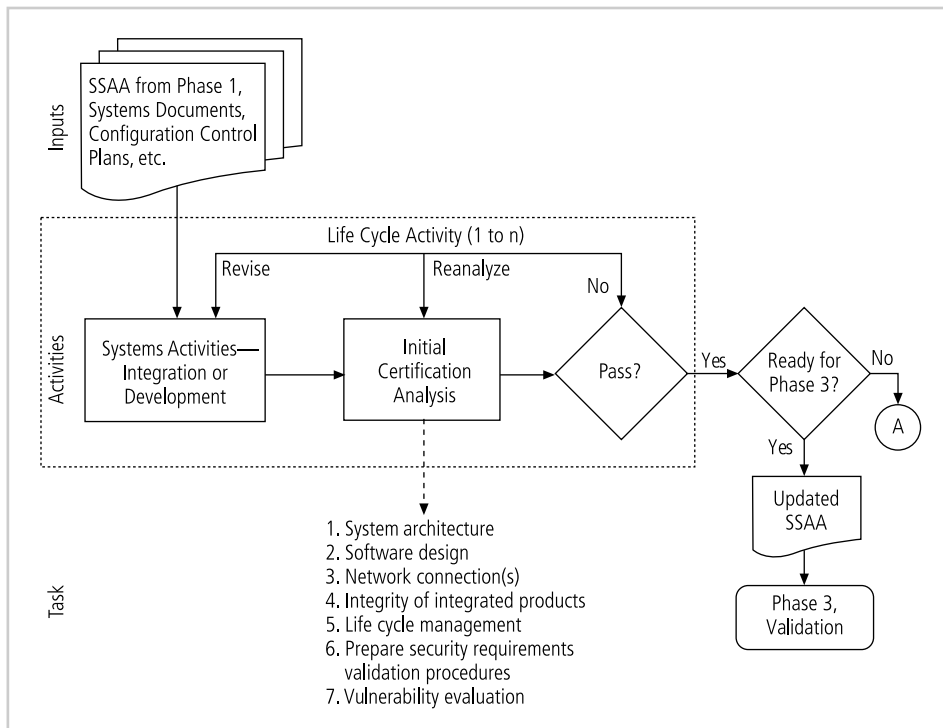 Inputs
SSAA from Phase 1,
Systems Documents,
Configuration Control
Plans, etc.
Life Cycle Activity (1 to n)
Revise
Reanalyze
No
Activities
Systems Activities—
Integration or
Development
Initial
Certification
Analysis
Pass?
Yes
Ready for
Phase 3?
No
A
Yes
Updated
SSAA
Phase 3,
Validation
Task
1. System architecture
2. Software design
3. Network connection(s)
4. Integrity of integrated products
5. Life cycle management
6. Prepare security requirements
validation procedures
7. Vulnerability evaluation